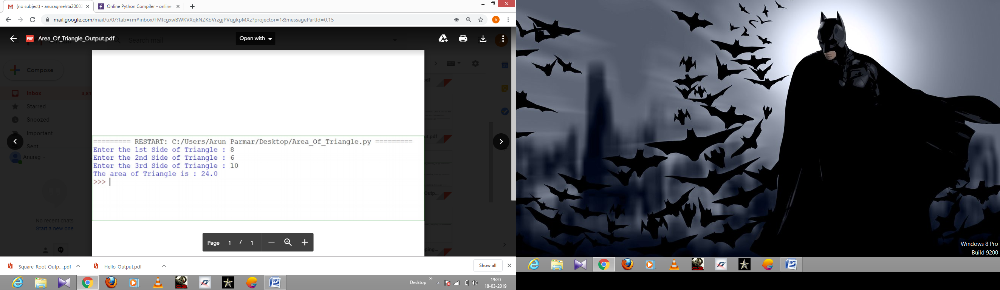 (no subject) - anuragmehta20002
Online Python Compiler - online
mail.google.com/mail/u/0/?tab=rm#inbox/FMfcgxwBWKVXqkNZKbVrzgjPVqgkpMXz?projector=1&messagePartId=0.15
A
PDF
Area_Of_Triangle_Output.pdf
Search mail
Open with
Compose
Inbox
Starred
Snoozed
Important
Sent
Anurag
No recent chats
Start a new one
========= RESTART: C:/Users/Arun Parmar/Desktop/Area_Of_Triangle.py =========
Enter the 1st Side of Triangle : 8
Enter the 2nd Side of Triangle : 6
Enter the 3rd Side of Triangle : 10
The area of Triangle is : 24.0
>>>
Page 1 / 1
Square_Root_Outp....pdf
Hello_Output.pdf
Show all
Desktop
19:20
18-03-2019
Windows 8 Pro
Build 9200